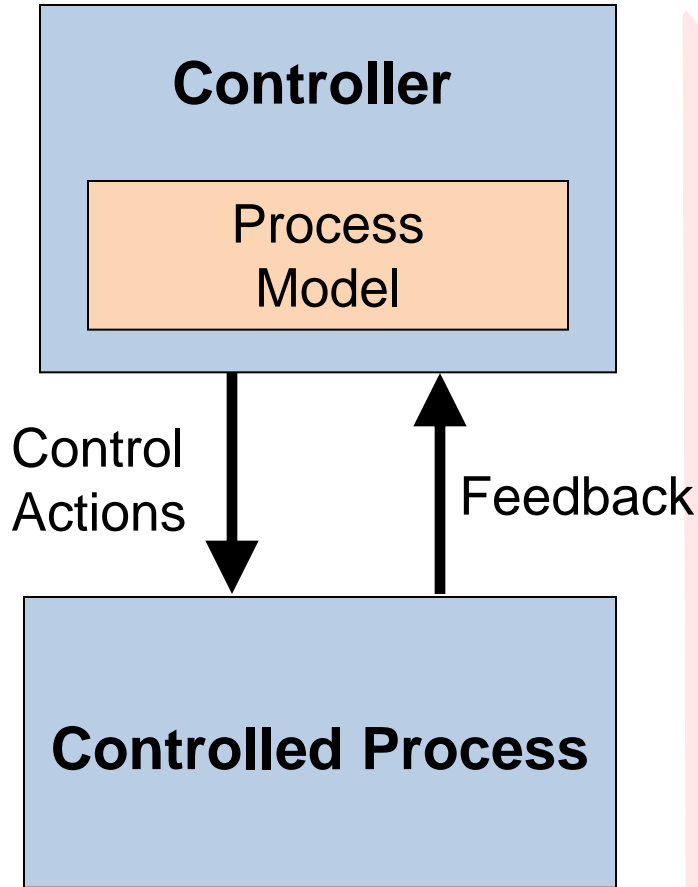 Controller
Process
Model
Control
Actions
Feedback
Controlled Process